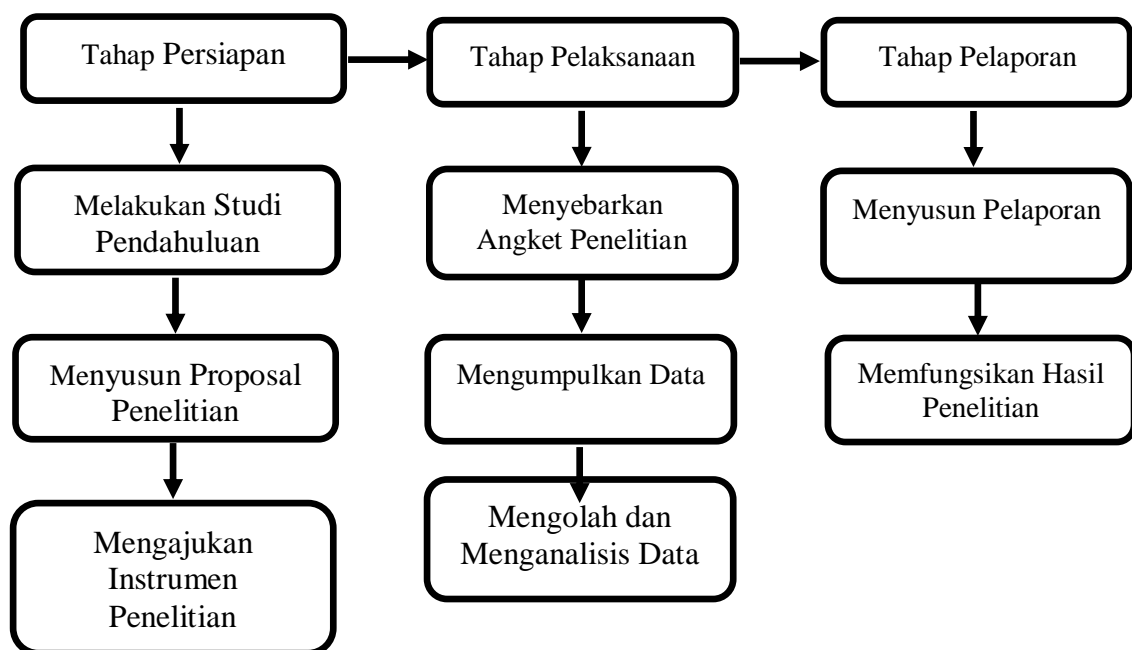 Tahap Persiapan
Tahap Pelaksanaan
Tahap Pelaporan
Melakukan Studi
Pendahuluan
Menyebarkan
Angket Penelitian
Menyusun Pelaporan
Menyusun Proposal
Penelitian
Mengumpulkan Data
Memfungsikan Hasil
Penelitian
Mengajukan
Instrumen
Penelitian
Mengolah dan
Menganalisis Data